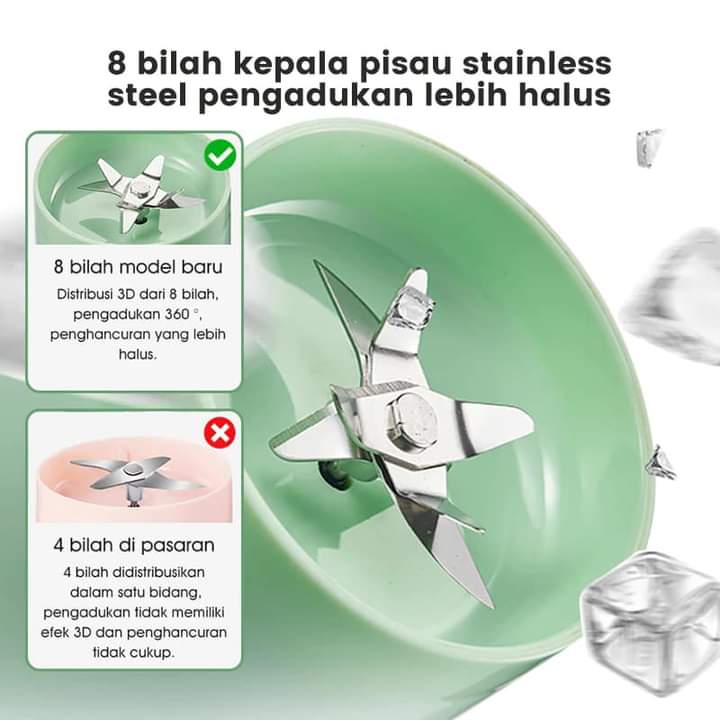 8 bilah kepala pisau stainless
steel pengadukan lebih halus
8 bilah model baru
Distribusi 3D dari 8 bilah,
pengadukan 360 °,
penghancuran yang lebih
halus.
4 bilah di pasaran
4 bilah didistribusikan
dalam satu bidang,
pengadukan tidak memiliki
efek 3D dan penghancuran
tidak cukup.